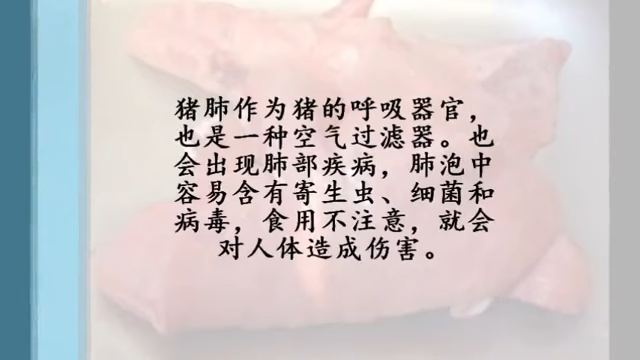 猪肺作为猪的呼吸器官，
也是一种空气过滤器。也
会出现肺部疾病，肺泡中
容易含有寄生虫、细菌和
病毒，食用不注意，就会
对人体造成伤害。